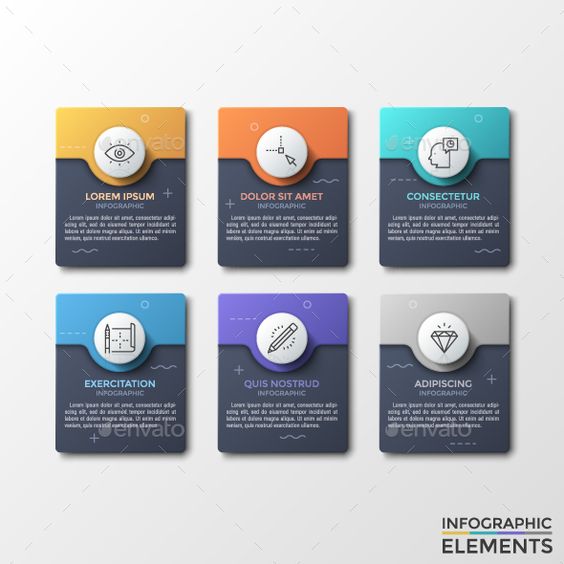 LOREM IPSUM
INFOGRAPHIC
Lorem ipsum dolor sit amet,
consectetur adipiscing elit, sed
do eiusmod tempor incididunt
ut labore et dolore magna aliqua.
Ut enim ad minim veniam, quis
nostrud exercitation ullamco.
DOLOR SIT AMET
INFOGRAPHIC
Lorem ipsum dolor sit amet,
consectetur adipiscing elit, sed
do eiusmod tempor incididunt
ut labore et dolore magna aliqua.
Ut enim ad minim veniam, quis
nostrud exercitation ullamco.
CONSECTETUR
INFOGRAPHIC
Lorem ipsum dolor sit amet,
consectetur adipiscing elit, sed
do eiusmod tempor incididunt
ut labore et dolore magna aliqua.
Ut enim ad minim veniam, quis
nostrud exercitation ullamco.
EXERCITATION
INFOGRAPHIC
Lorem ipsum dolor sit amet,
consectetur adipiscing elit, sed
do eiusmod tempor incididunt
ut labore et dolore magna aliqua.
Ut enim ad minim veniam, quis
nostrud exercitation ullamco.
QUIS NOSTRUD
INFOGRAPHIC
Lorem ipsum dolor sit amet,
consectetur adipiscing elit, sed
do eiusmod tempor incididunt
ut labore et dolore magna aliqua.
Ut enim ad minim veniam, quis
nostrud exercitation ullamco.
ADIPISCING
INFOGRAPHIC
Lorem ipsum dolor sit amet,
consectetur adipiscing elit, sed
do eiusmod tempor incididunt
ut labore et dolore magna aliqua.
Ut enim ad minim veniam, quis
nostrud exercitation ullamco.
INFOGRAPHIC
ELEMENTS
envato
envato
envato
envato